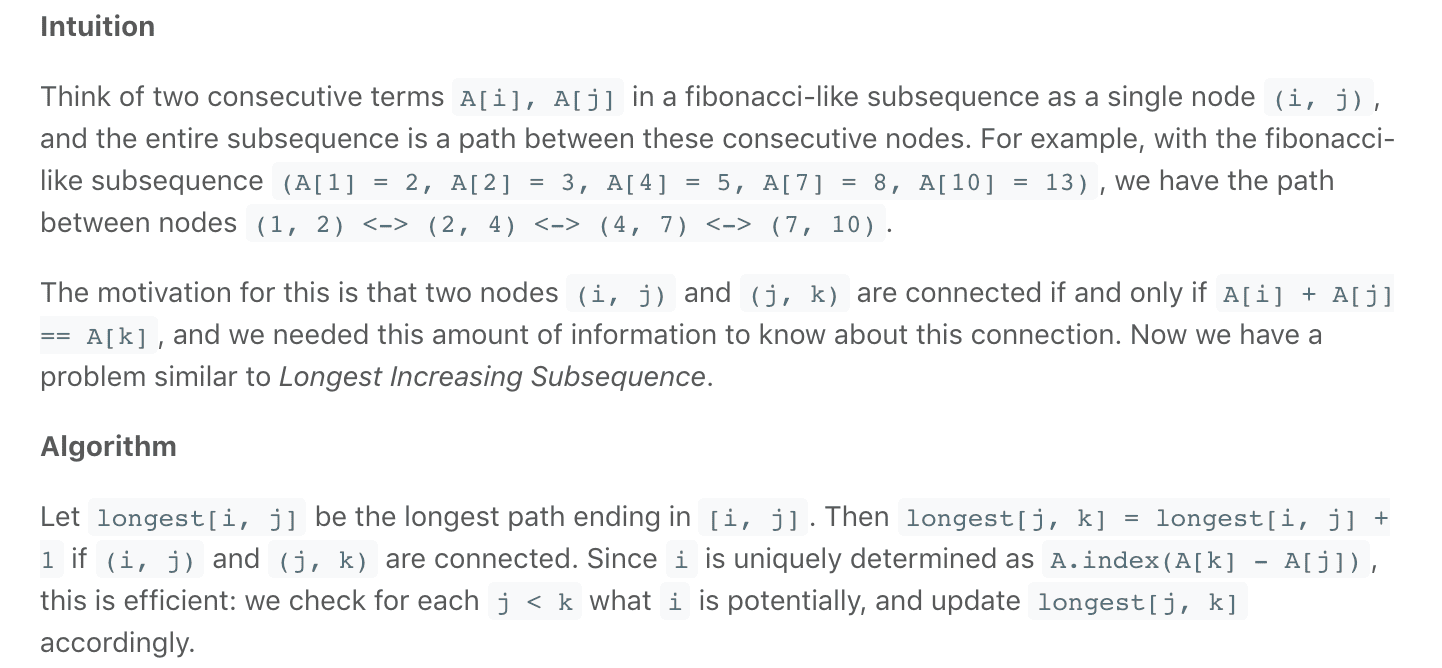 Intuition
Think of two consecutive terms A[i], A[j] in a fibonacci-like subsequence as a single node (i, j),
and the entire subsequence is a path between these consecutive nodes. For example, with the fibonacci-
like subsequence (A[1] = 2, A[2] = 3, A[4] = 5, A[7] = 8, A[10] = 13), we have the path
between nodes (1, 2) <-> (2, 4) <-> (4, 7) <-> (7, 10).
The motivation for this is that two nodes (i, j) and (j, k) are connected if and only if A[i] + A[j]
== A[k], and we needed this amount of information to know about this connection. Now we have a
problem similar to Longest Increasing Subsequence.
Algorithm
Let longest[i, j] be the longest path ending in [i, j]. Then longest[j, k] = longest[i, j] +
1 if (i, j) and (j, k) are connected. Since i is uniquely determined as A.index(A[k] - A[j]),
this is efficient: we check for each j < k what i is potentially, and update longest[j, k]
accordingly.